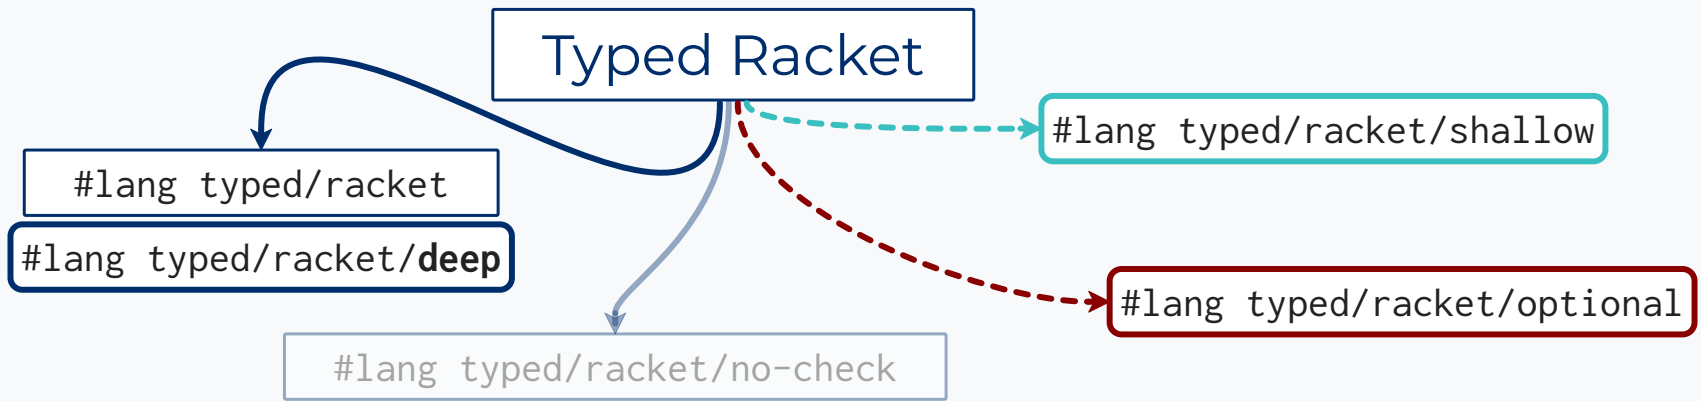 Typed Racket
#lang typed/racket/shallow
#lang typed/racket
#lang typed/racket/deep
#lang typed/racket/optional
#lang typed/racket/no-check